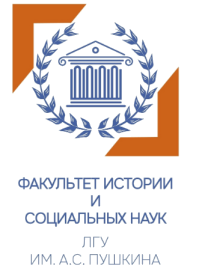 ФАКУЛЬТЕТ ИСТОРИИ
И
СОЦИАЛЬНЫХ НАУК
ЛГУ
ИМ. А.С. ПУШКИНА